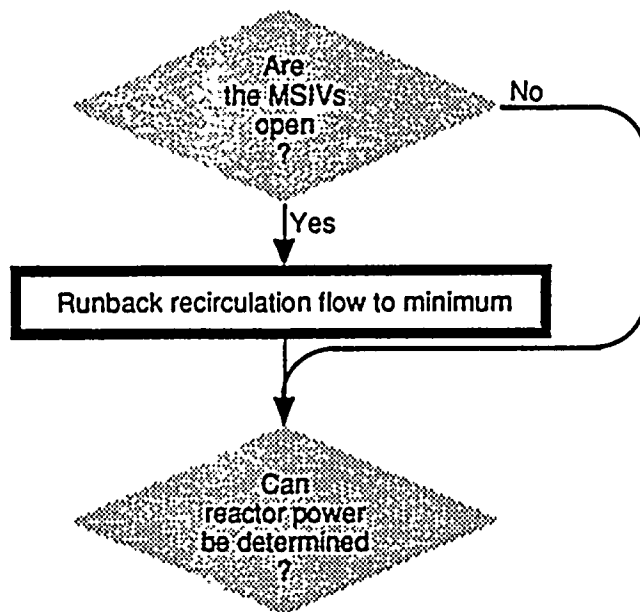 Are
the MSIVs
open
?
No
Yes
Runback recirculation flow to minimum
Can
reactor power
be determined
?